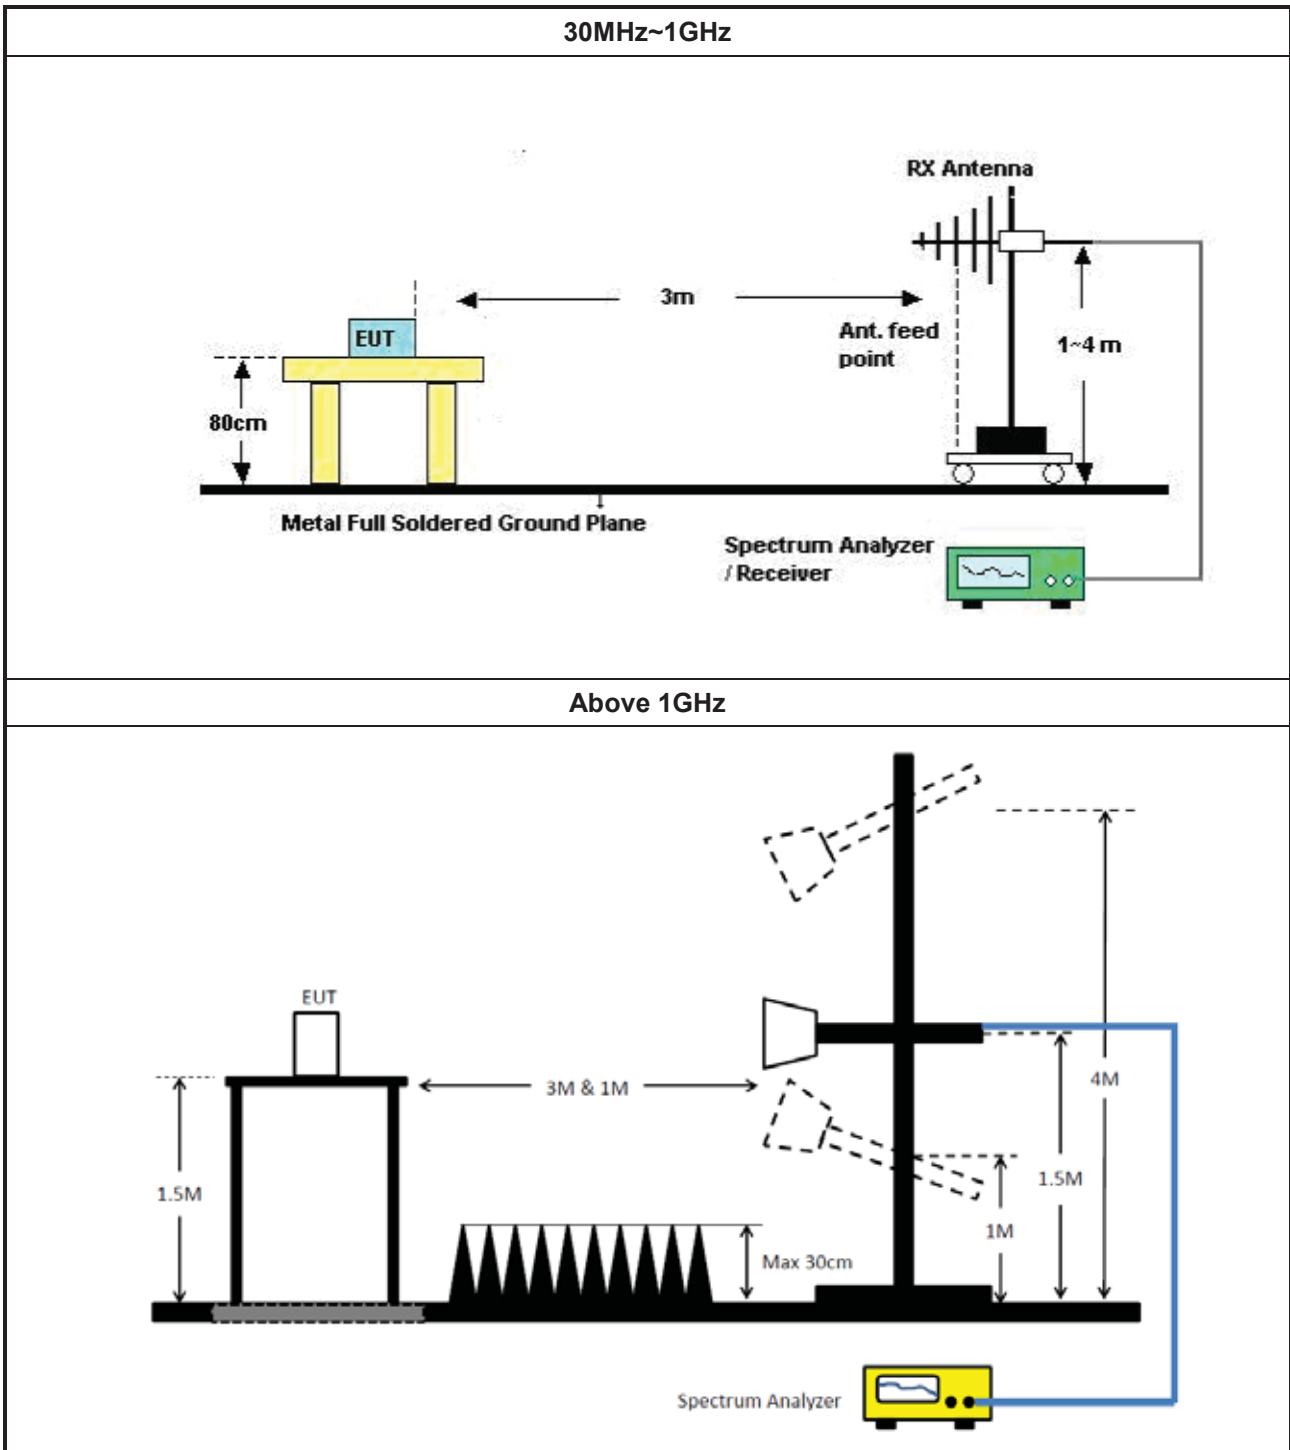 30MHz~1GHz
RX Antenna
3m
EUT
Ant. feed
point
1~4 m
80cm
Metal Full Soldered Ground Plane
Spectrum Analyzer
/ Receiver
Above 1GHz
EUT
3M & 1M
4M
1.5M
1.5M
1M
Max 30cm
Spectrum Analyzer